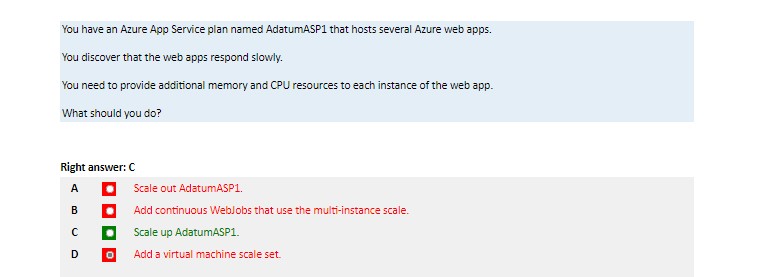 You have an Azure App Service plan named AdatumASP1 that hosts several Azure web apps.
You discover that the web apps respond slowly.
You need to provide additional memory and CPU resources to each instance of the web app.
What should you do?
Right answer: C
A Scale out AdatumASP1.
B Add continuous WebJobs that use the multi-instance scale.
C Scale up AdatumASP1.
D Add a virtual machine scale set.